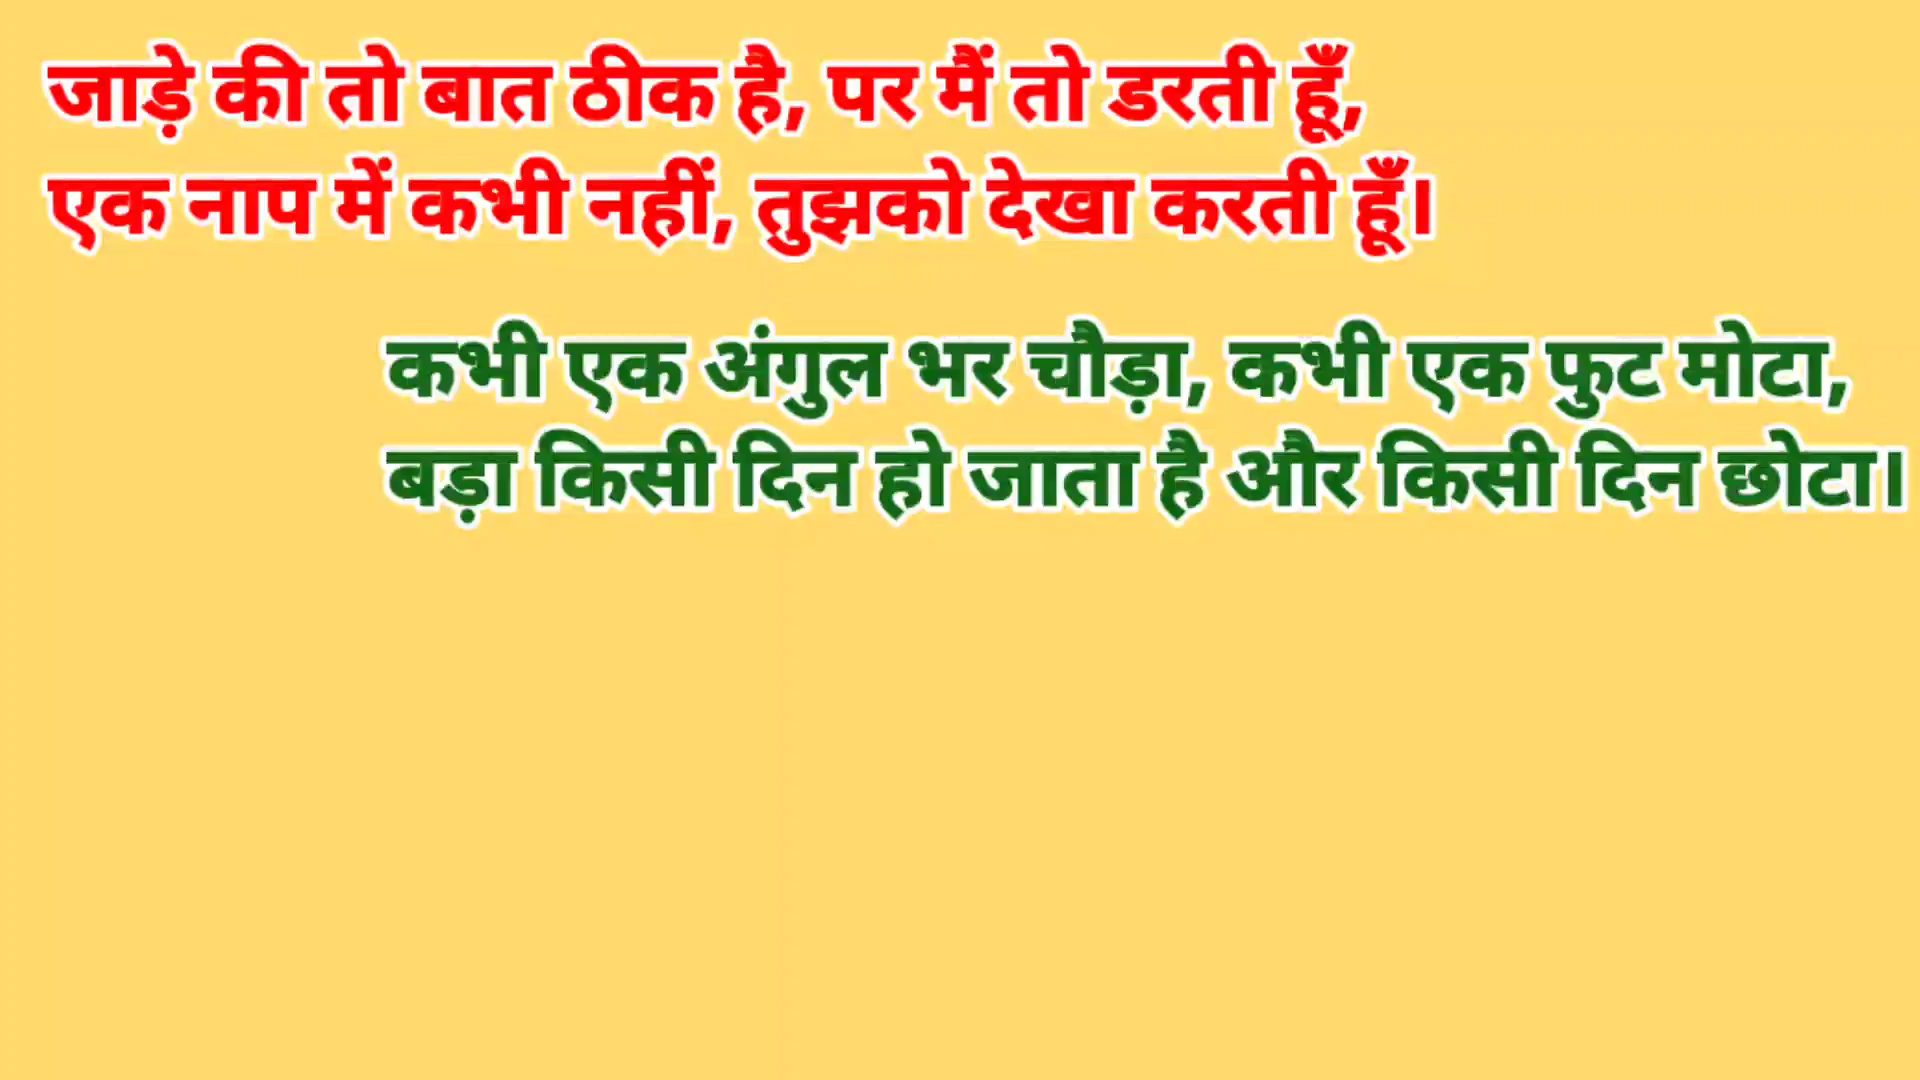 जाड़े की तो बात ठीक है, पर मैं तो डरती हूँ,
एक नाप में कभी नहीं, तुझको देखा करती हूँ।
कभी एक अंगुल भर चौड़ा, कभी एक फुट मोटा,
बड़ा किसी दिन हो जाता है और किसी दिन छोटा।